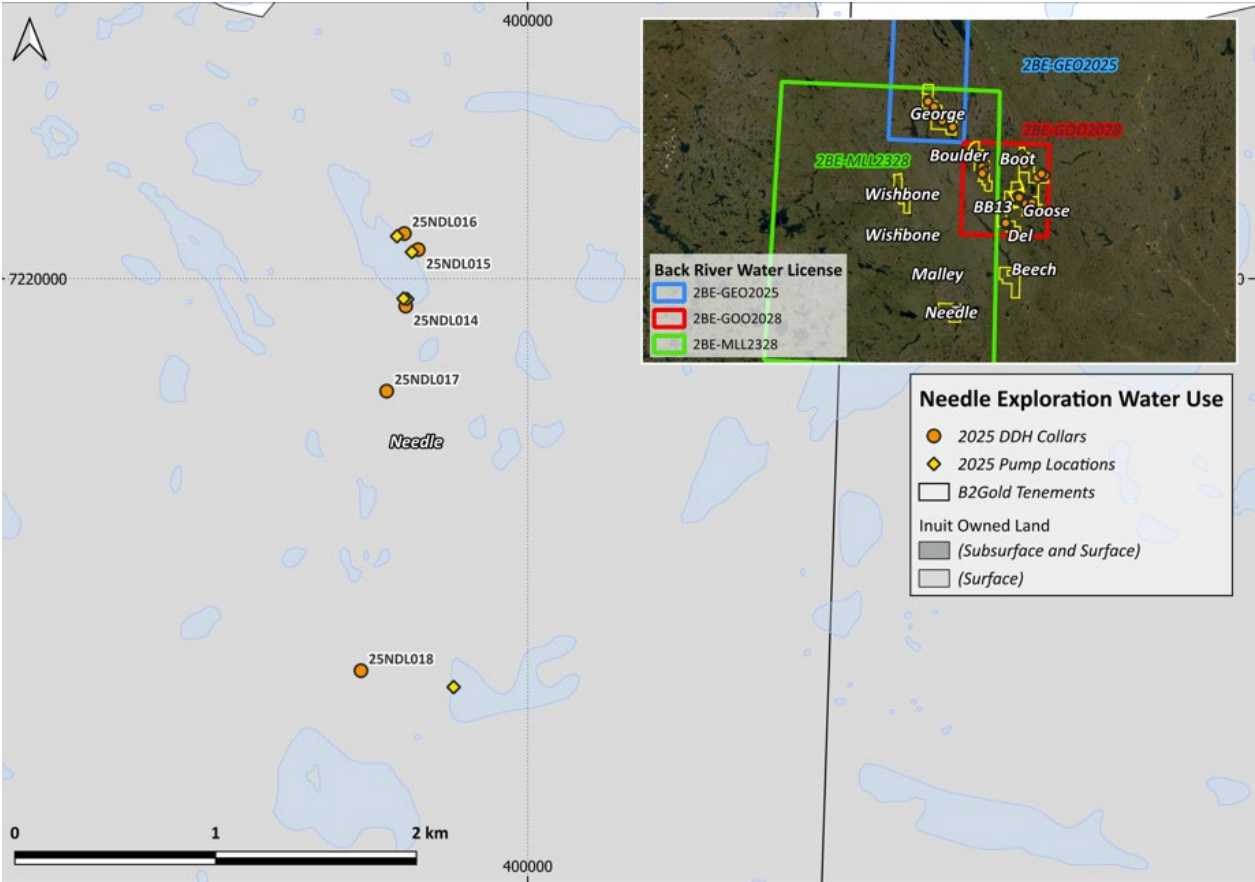 400000
2BE-GEO2025
George
2BE-GOO2028
Boulder
Boot
2BE-MLL2328
Wishbone
BB13
Goose
Wishbone
Del
Malley
Beech
Needle
Back River Water License
2BE-GEO2025
2BE-GOO2028
2BE-MLL2328
25NDL016
25NDL015
7220000
0
25NDL014
25NDL017
Needle
Needle Exploration Water Use
2025 DDH Collars
2025 Pump Locations
B2Gold Tenements
Inuit Owned Land
(Subsurface and Surface)
(Surface)
25NDL018
0 1 2 km
400000